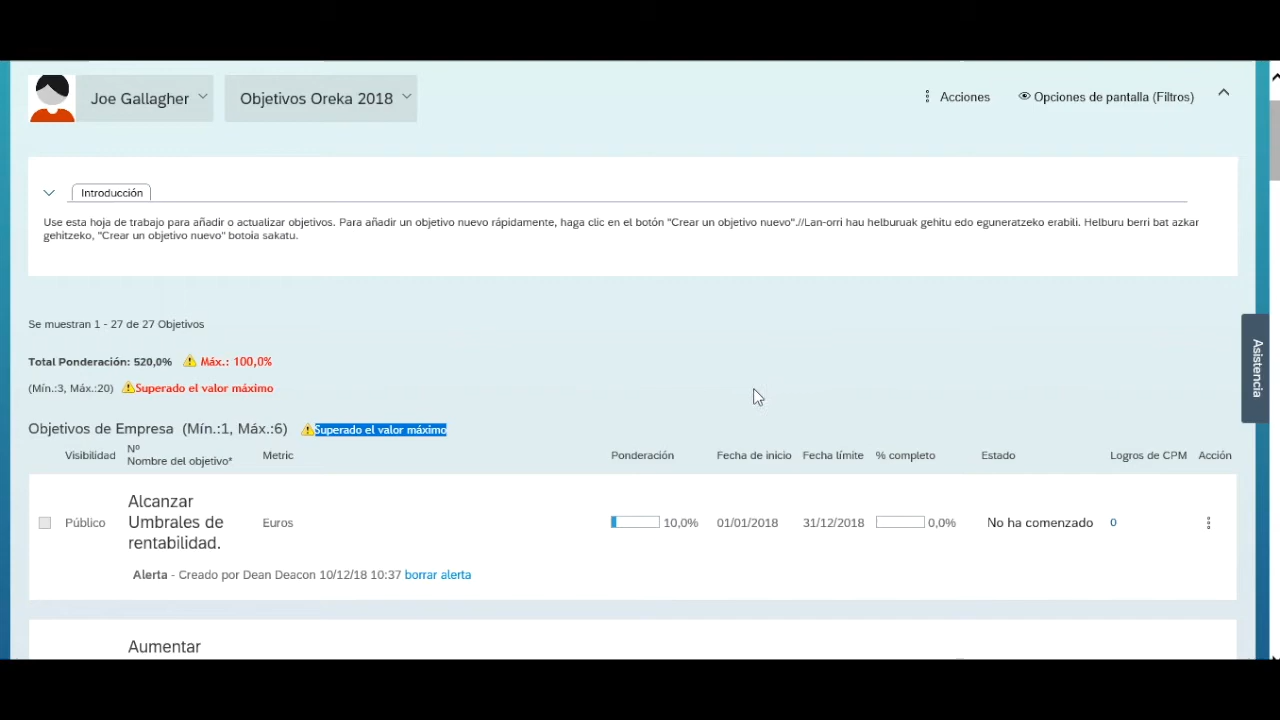 Joe Gallagher
Objetivos Oreka 2018
Acciones
Opciones de pantalla (Filtros)
Introducción
Use esta hoja de trabajo para añadir o actualizar objetivos. Para añadir un objetivo nuevo rápidamente, haga clic en el botón "Crear un objetivo nuevo".//Lan-orri hau helburuak gehitu edo eguneratzeko erabili. Helburu berri bat azkar
gehitzeko, "Crear un objetivo nuevo" botoia sakatu.
Se muestran 1 - 27 de 27 Objetivos
Total Ponderación: 520,0% Máx.: 100,0%
(Mín.:3, Máx.:20) Superado el valor máximo
Asistencia
Objetivos de Empresa (Mín.:1, Máx.:6) Superado el valor máximo
Visibilidad Nº Nombre del objetivo* Metric Ponderación Fecha de inicio Fecha límite % completo Estado Logros de CPM Acción
Alcanzar
Público Umbrales de Euros 10,0% 01/01/2018 31/12/2018 0,0% No ha comenzado 0
rentabilidad.
Alerta - Creado por Dean Deacon 10/12/18 10:37 borrar alerta
Aumentar